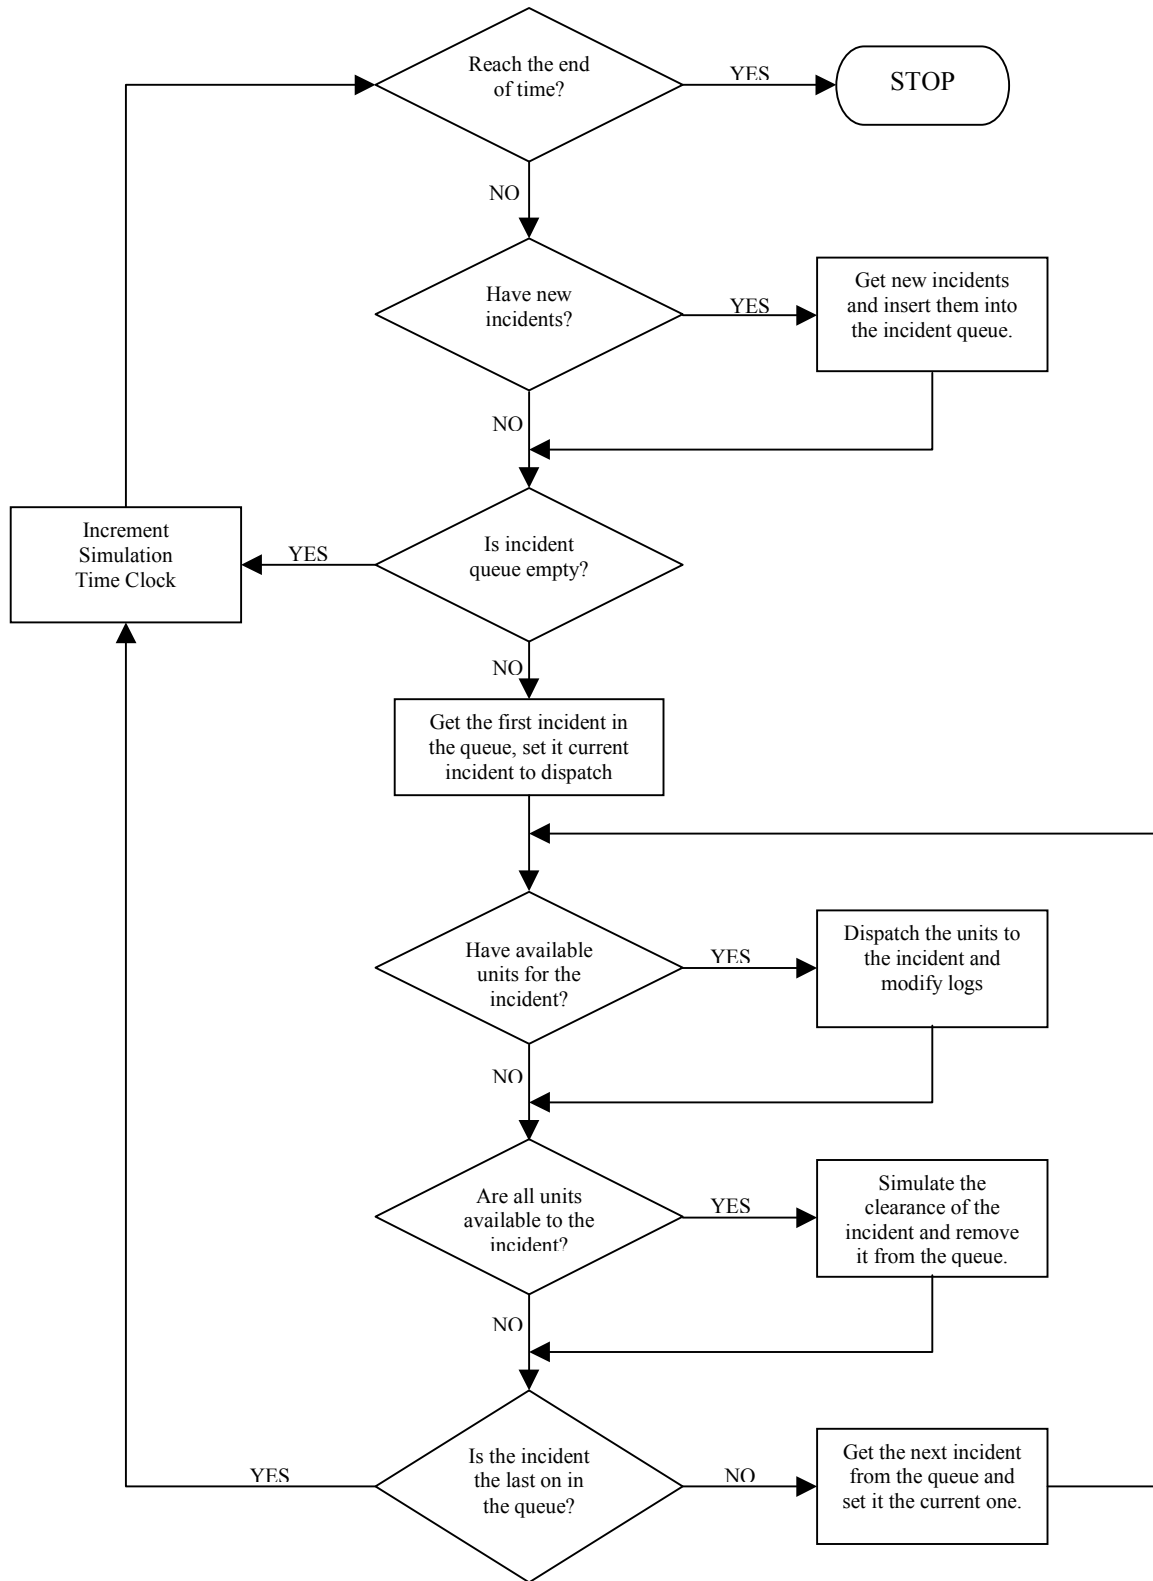 Reach the end
of time?
YES
STOP
NO
Have new
incidents?
YES
Get new incidents
and insert them into
the incident queue.
NO
Increment
Simulation
Time Clock
YES
Is incident
queue empty?
NO
Get the first incident in
the queue, set it current
incident to dispatch
Have available
units for the
incident?
YES
Dispatch the units to
the incident and
modify logs
NO
Are all units
available to the
incident?
YES
Simulate the
clearance of the
incident and remove
it from the queue.
NO
YES
Is the incident
the last on in
the queue?
NO
Get the next incident
from the queue and
set it the current one.